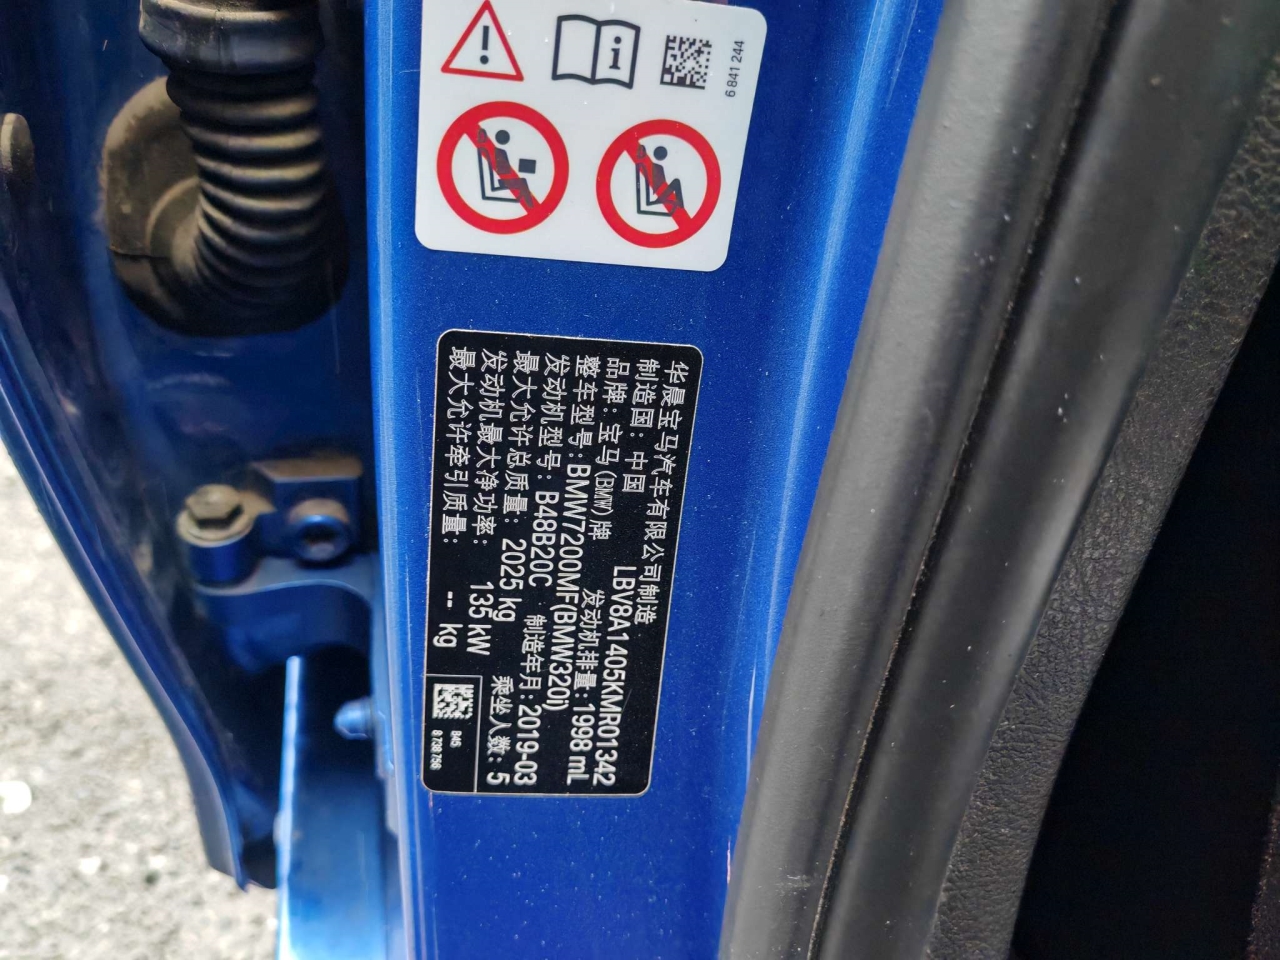 6 841 244
华晨宝马汽车有限公司制造
制造国：中国 LBV8A1405KMR01342
品牌：宝马(BMW)牌 发动机排量：1998 mL
整车型号：BMW7200MF(BMW320i)
发动机型号：B48B20C 制造年月：2019-03
最大允许总质量：2025 kg 乘坐人数：5
发动机最大净功率：135 kW
最大允许牵引质量：-- kg
8 738 756